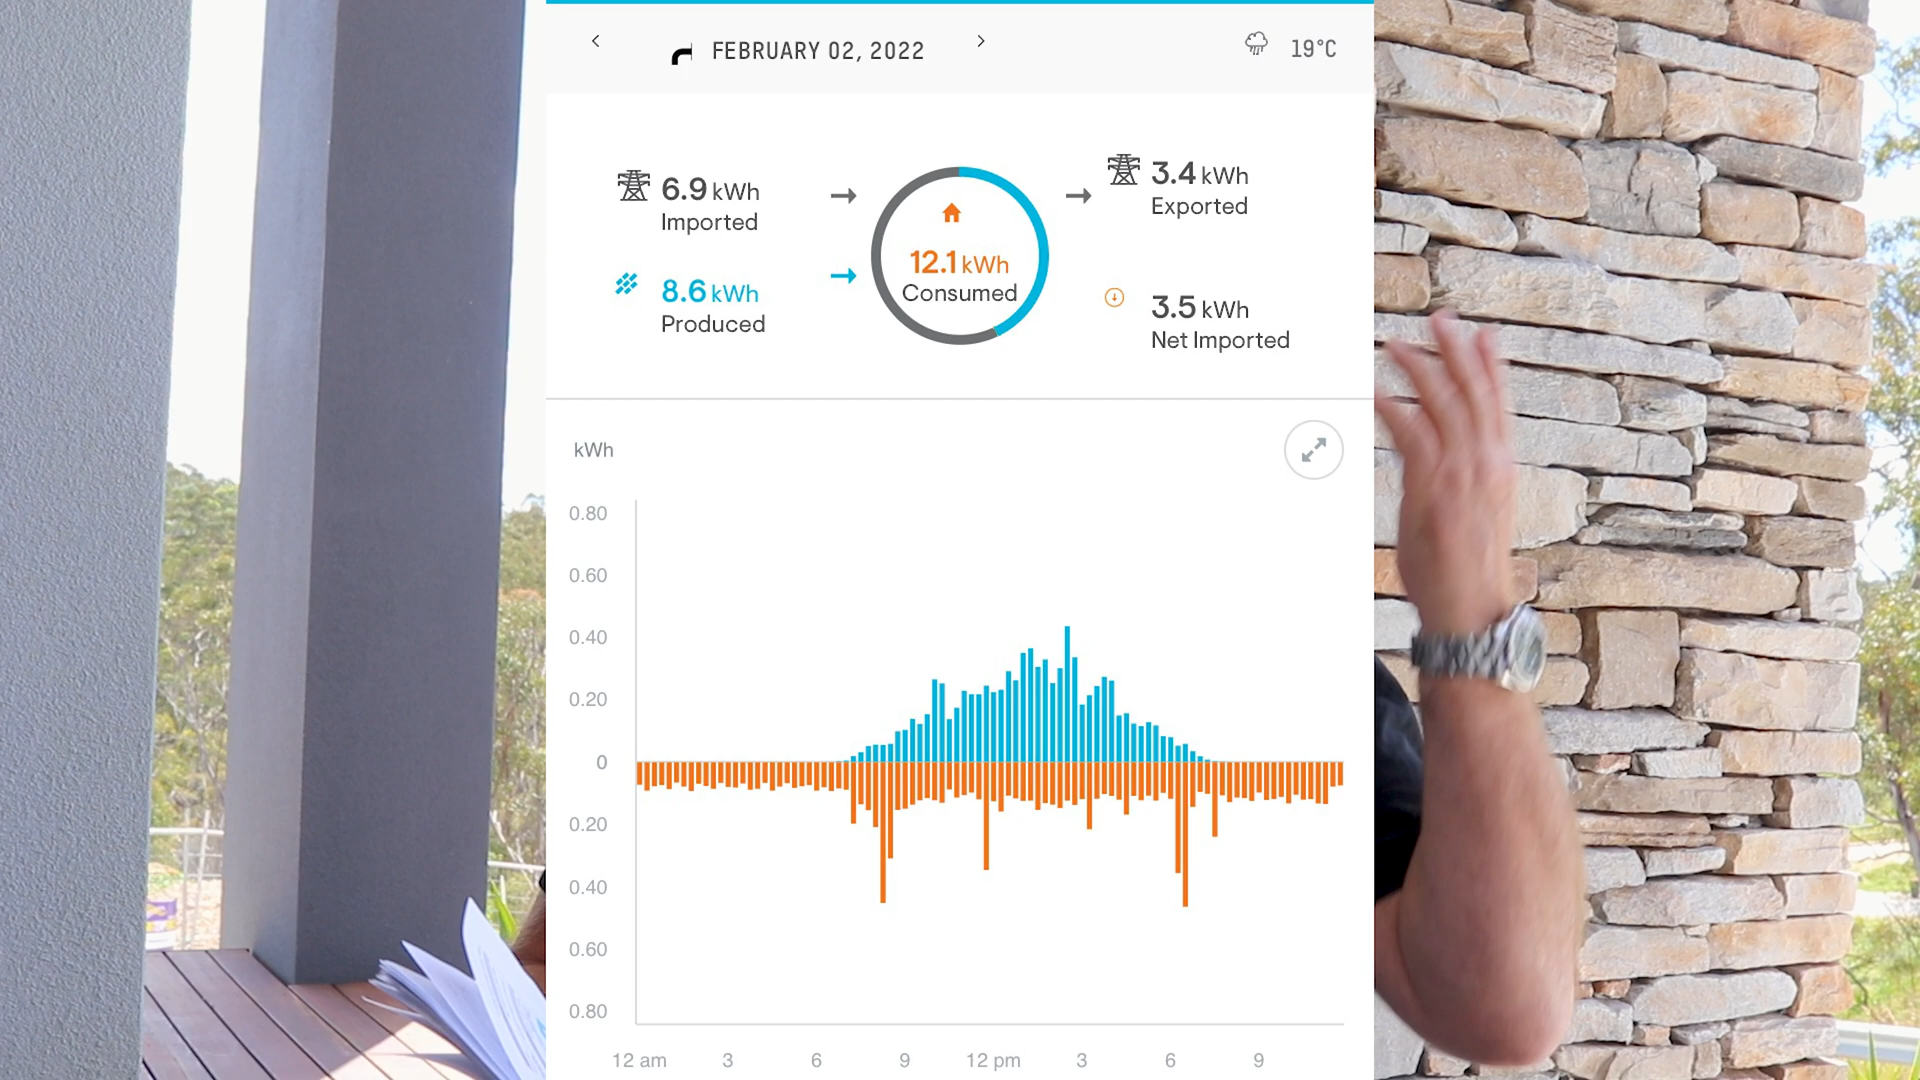 FEBRUARY 02, 2022
19°C
6.9 kWh
Imported
8.6 kWh
Produced
12.1 kWh
Consumed
3.4 kWh
Exported
3.5 kWh
Net Imported
kWh
0.80
0.60
0.40
0.20
0
0.20
0.40
0.60
0.80
12 am 3 6 9 12 pm 3 6 9